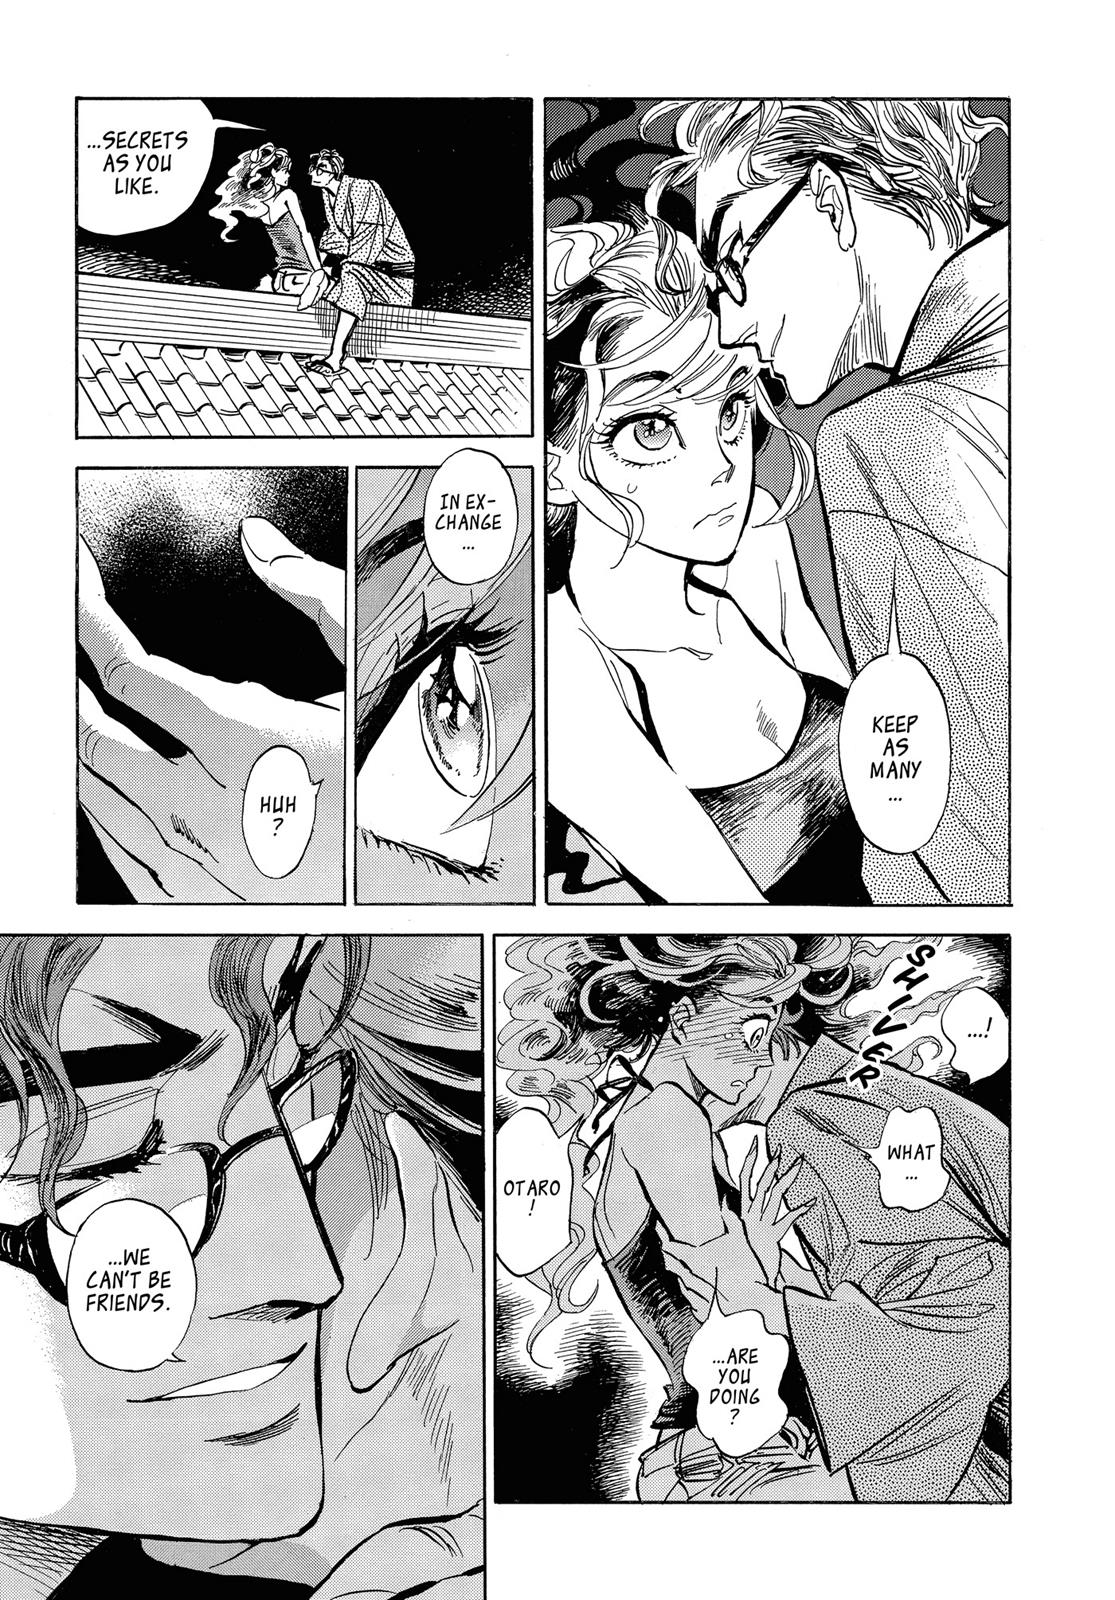 KEEP
AS
MANY
...
...SECRETS
AS YOU
LIKE.
IN EX-
CHANGE
...
HUH
?
...!
SHIVER
WHAT
...
OTARO
!
...ARE
YOU
DOING
?
...WE
CAN'T BE
FRIENDS.